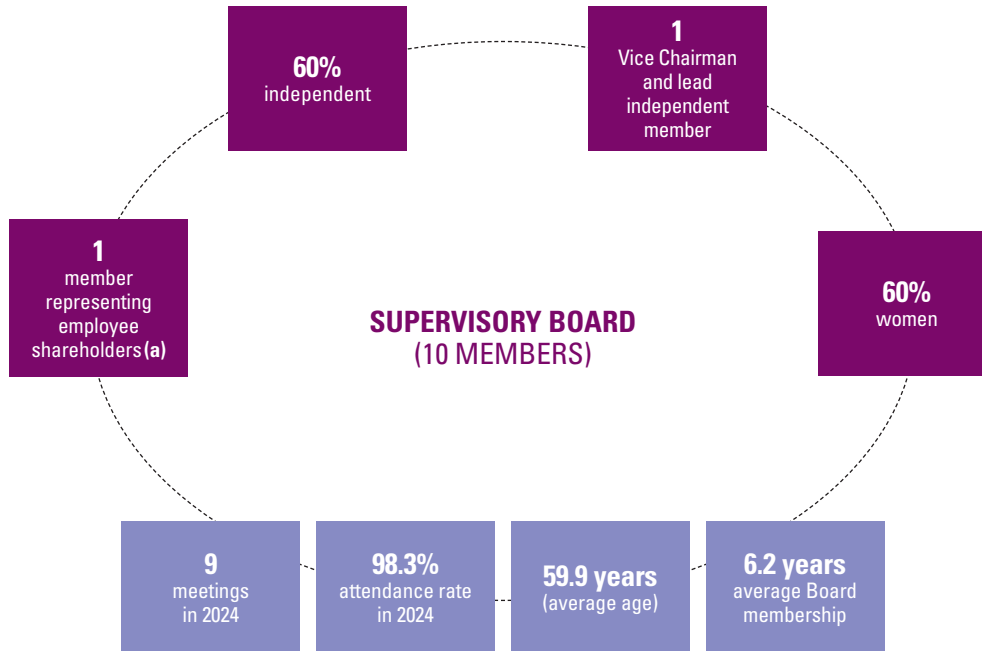 60%
independent
1
Vice Chairman
and lead
independent
member
1
member
representing
employee
shareholders (a)
SUPERVISORY BOARD
(10 MEMBERS)
60%
women
9
meetings
in 2024
98.3%
attendance rate
in 2024
59.9 years
(average age)
6.2 years
average Board
membership